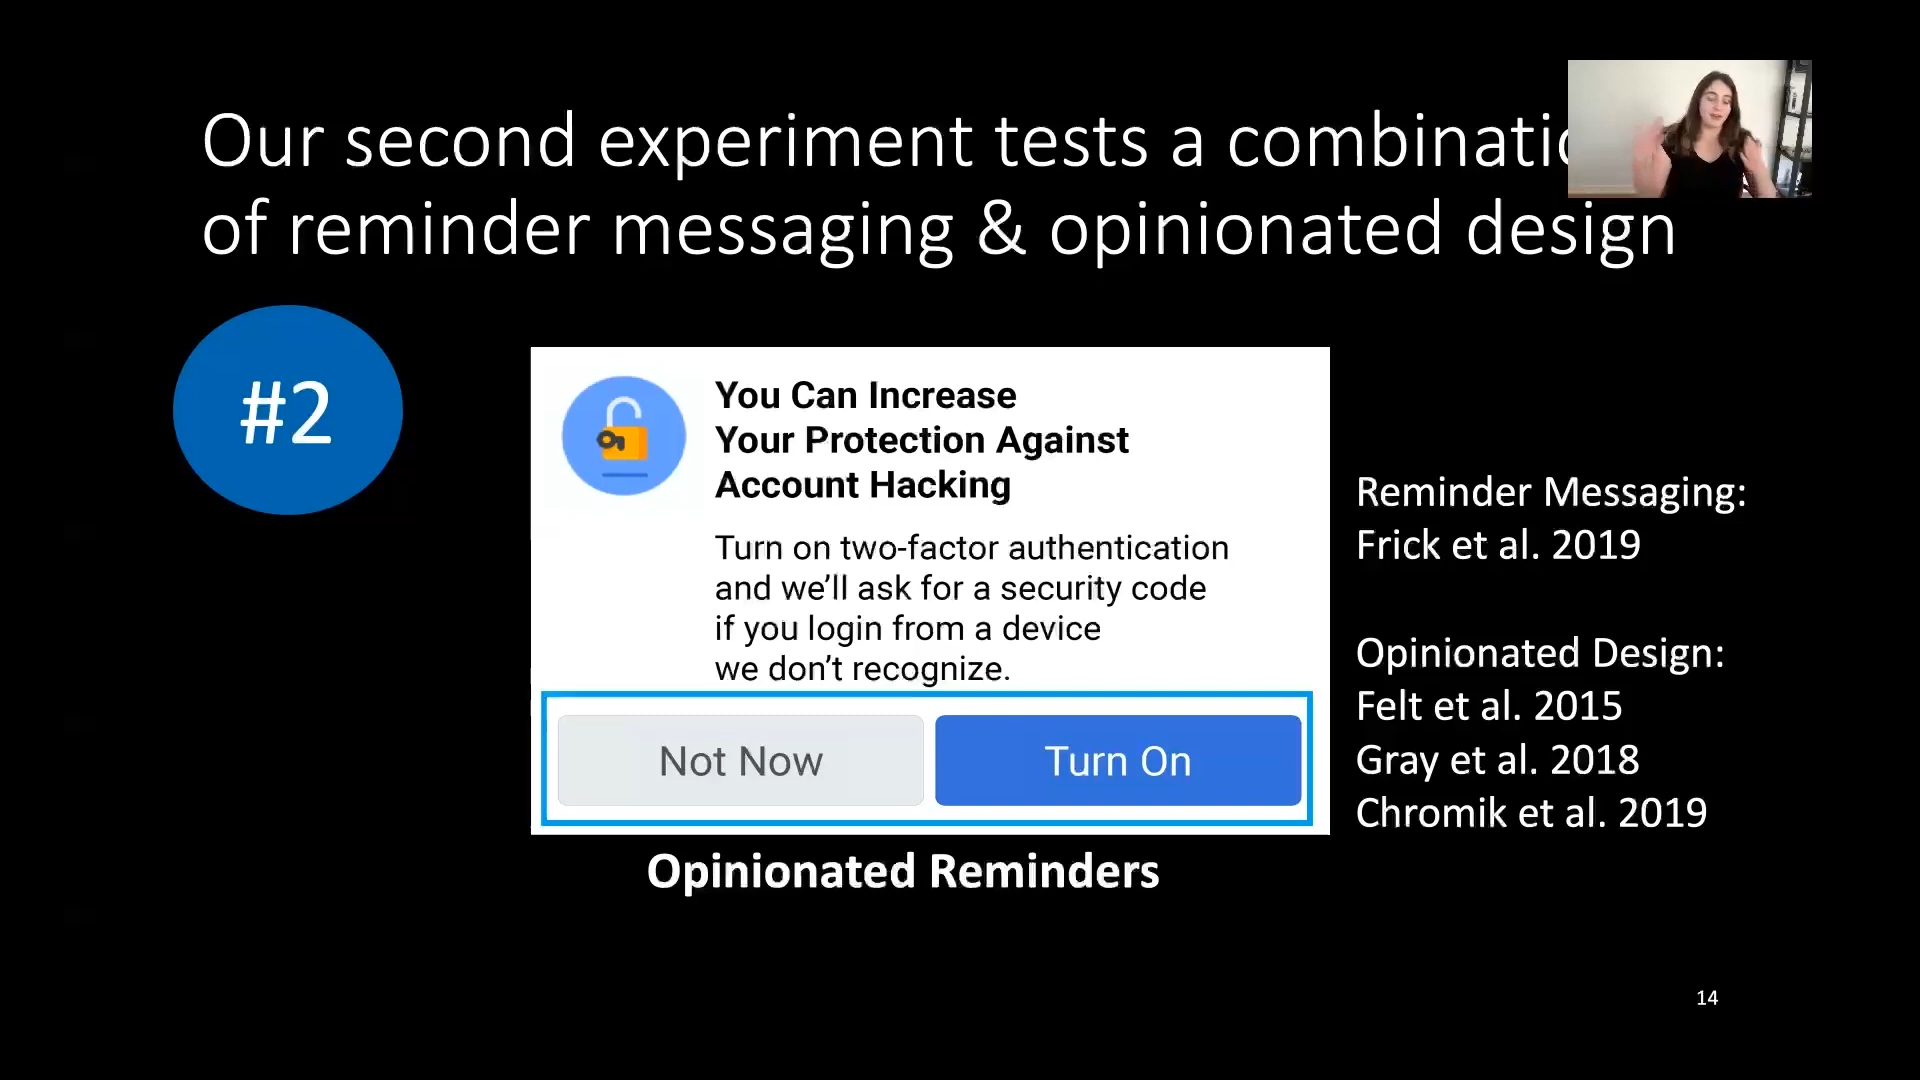 Our second experiment tests a
of reminder messaging & opinionated design
#2
You Can Increase
Your Protection Against
Account Hacking
Turn on two-factor authentication
and we'll ask for a security code
if you login from a device
we don't recognize.
Not Now
Turn On
Opinionated Reminders
Reminder Messaging:
Frick et al. 2019
Opinionated Design:
Felt et al. 2015
Gray et al. 2018
Chromik et al. 2019
14